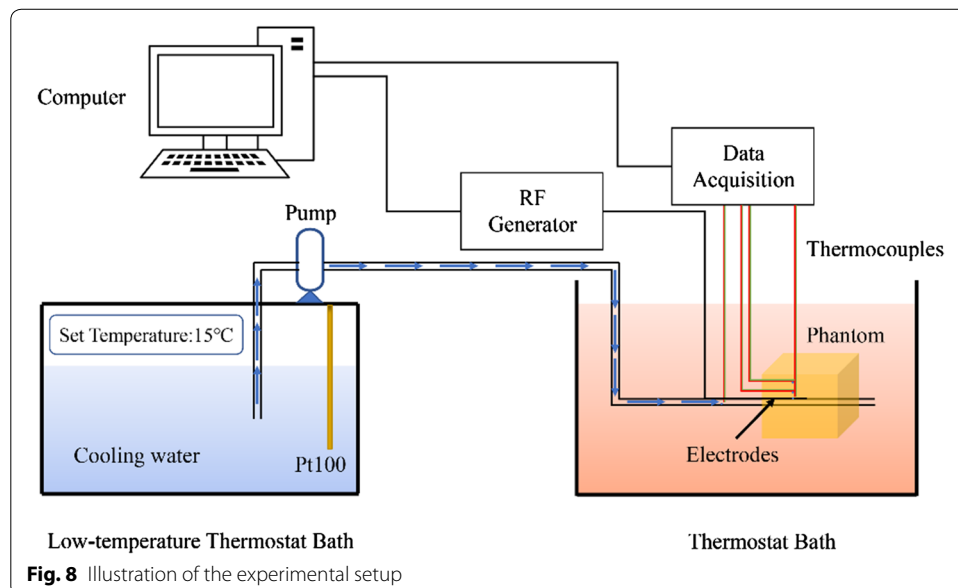 Computer
Data
Acquisition
RF
Generator
Pump
Thermocouples
Set Temperature:15°C
Phantom
Cooling water
Pt100
Electrodes
Low-temperature Thermostat Bath
Thermostat Bath
Fig. 8 Illustration of the experimental setup